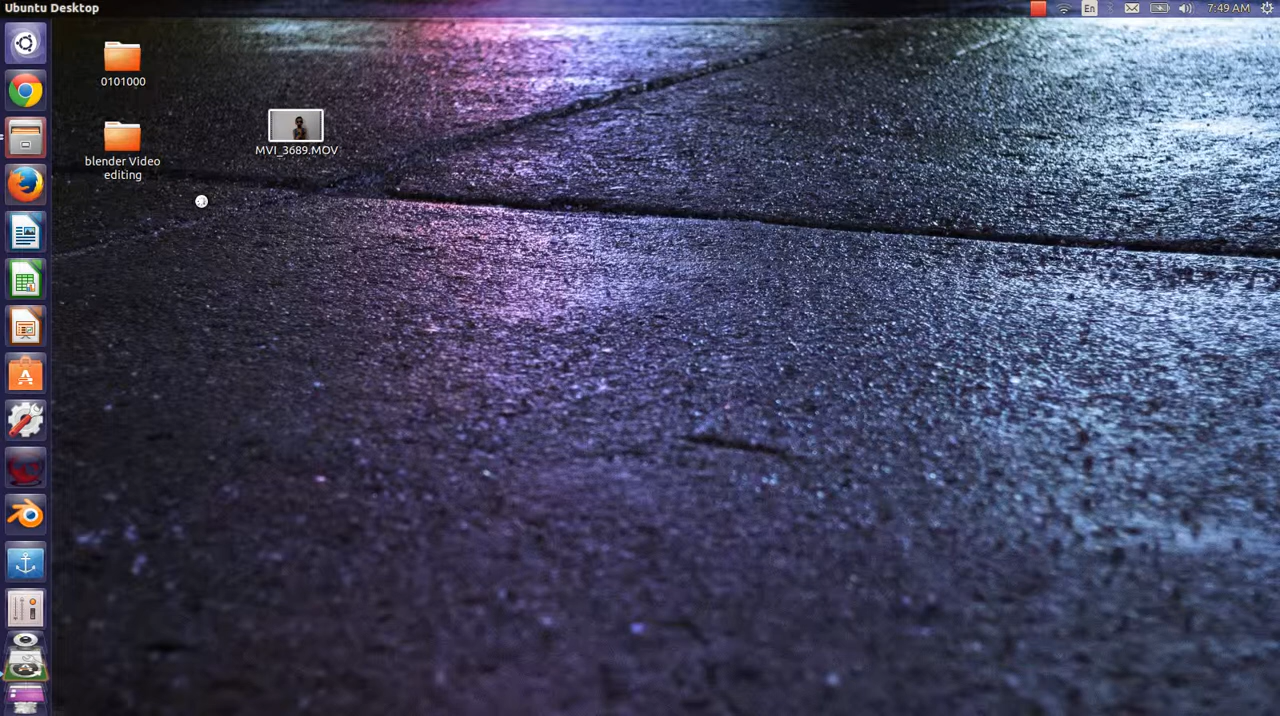 Ubuntu Desktop
En
7:49 AM
0101000
MVI_3689.MOV
blender Video
editing